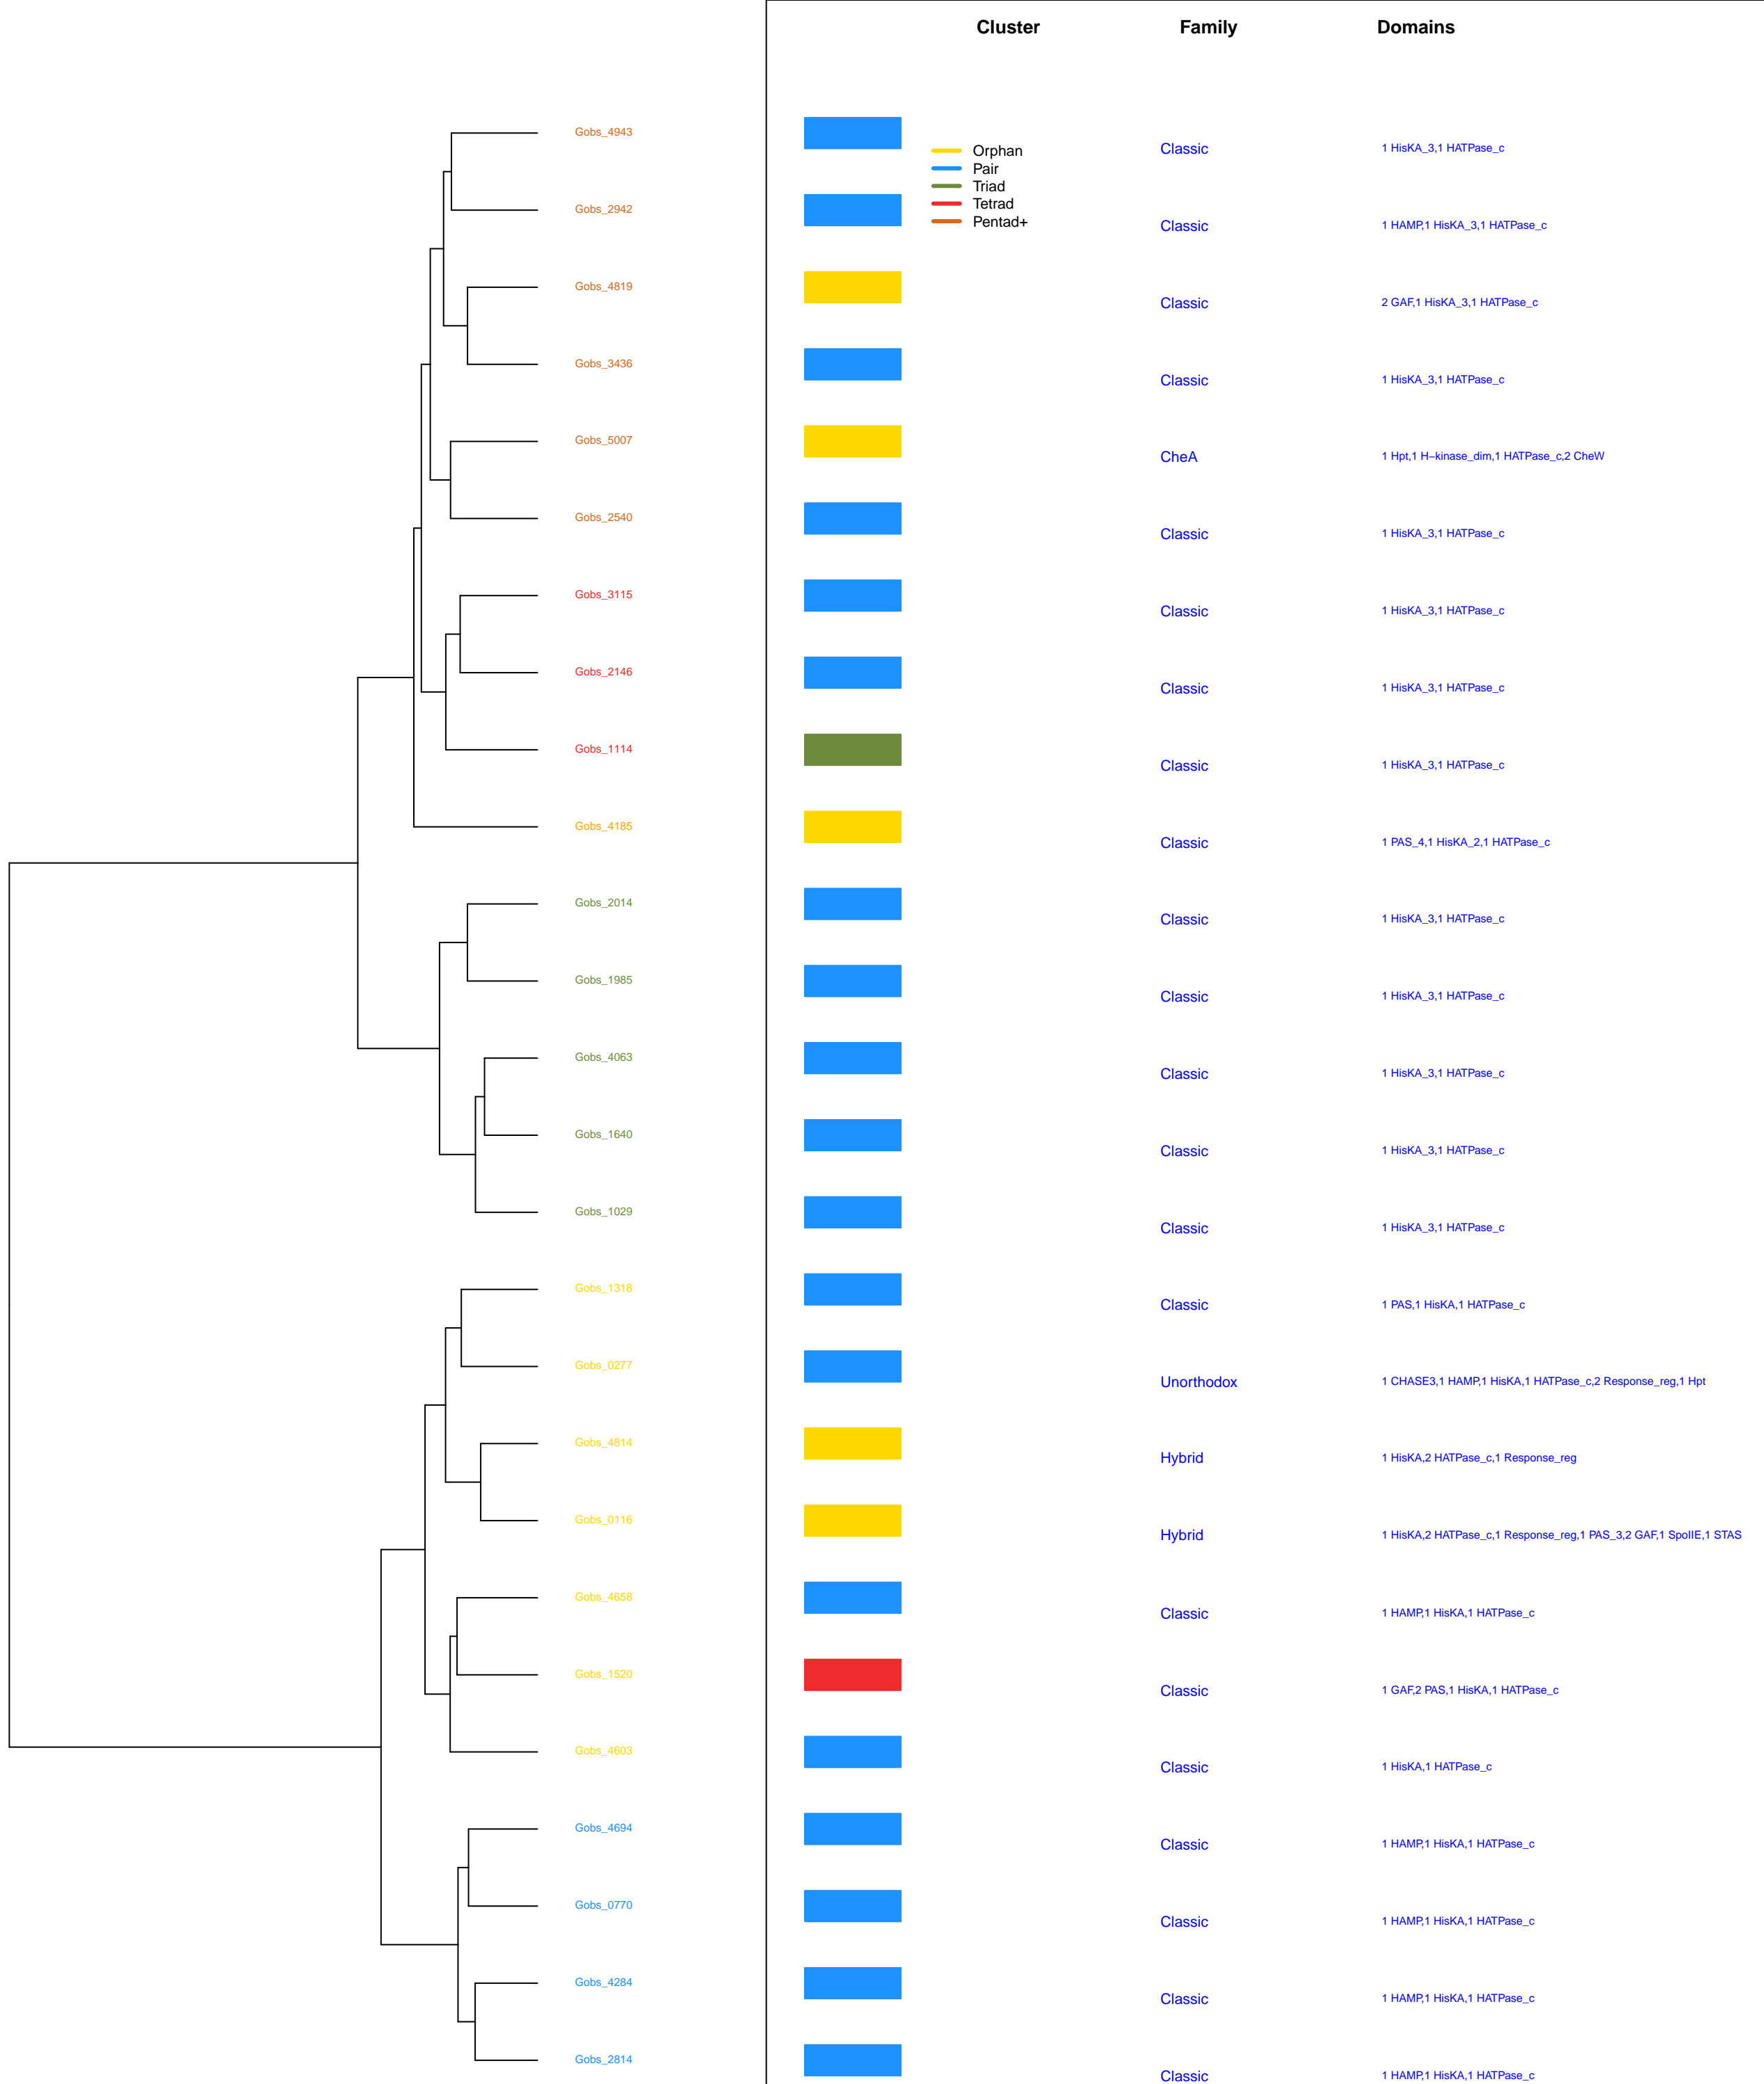 Cluster Family Domains
Gobs_4943
Orphan
Classic 1 HisKA_3,1 HATPase_c
Pair
Triad
Tetrad
Gobs_2942
Pentad+
Classic 1 HAMP,1 HisKA_3,1 HATPase_c
Gobs_4819
Classic 2 GAF,1 HisKA_3,1 HATPase_c
Gobs_3436
Classic 1 HisKA_3,1 HATPase_c
Gobs_5007
CheA 1 Hpt,1 H−kinase_dim,1 HATPase_c,2 CheW
Gobs_2540
Classic 1 HisKA_3,1 HATPase_c
Gobs_3115
Classic 1 HisKA_3,1 HATPase_c
Gobs_2146
Classic 1 HisKA_3,1 HATPase_c
Gobs_1114
Classic 1 HisKA_3,1 HATPase_c
Gobs_4185
Classic 1 PAS_4,1 HisKA_2,1 HATPase_c
Gobs_2014
Classic 1 HisKA_3,1 HATPase_c
Gobs_1985
Classic 1 HisKA_3,1 HATPase_c
Gobs_4063
Classic 1 HisKA_3,1 HATPase_c
Gobs_1640
Classic 1 HisKA_3,1 HATPase_c
Gobs_1029
Classic 1 HisKA_3,1 HATPase_c
Gobs_1318
Classic 1 PAS,1 HisKA,1 HATPase_c
Gobs_0277
Unorthodox 1 CHASE3,1 HAMP,1 HisKA,1 HATPase_c,2 Response_reg,1 Hpt
Gobs_4814
Hybrid 1 HisKA,2 HATPase_c,1 Response_reg
Gobs_0116
Hybrid 1 HisKA,2 HATPase_c,1 Response_reg,1 PAS_3,2 GAF,1 SpoIIE,1 STAS
Gobs_4658
Classic 1 HAMP,1 HisKA,1 HATPase_c
Gobs_1520
Classic 1 GAF,2 PAS,1 HisKA,1 HATPase_c
Gobs_4603
Classic 1 HisKA,1 HATPase_c
Gobs_4694
Classic 1 HAMP,1 HisKA,1 HATPase_c
Gobs_0770
Classic 1 HAMP,1 HisKA,1 HATPase_c
Gobs_4284
Classic 1 HAMP,1 HisKA,1 HATPase_c
Gobs_2814
Classic 1 HAMP,1 HisKA,1 HATPase_c